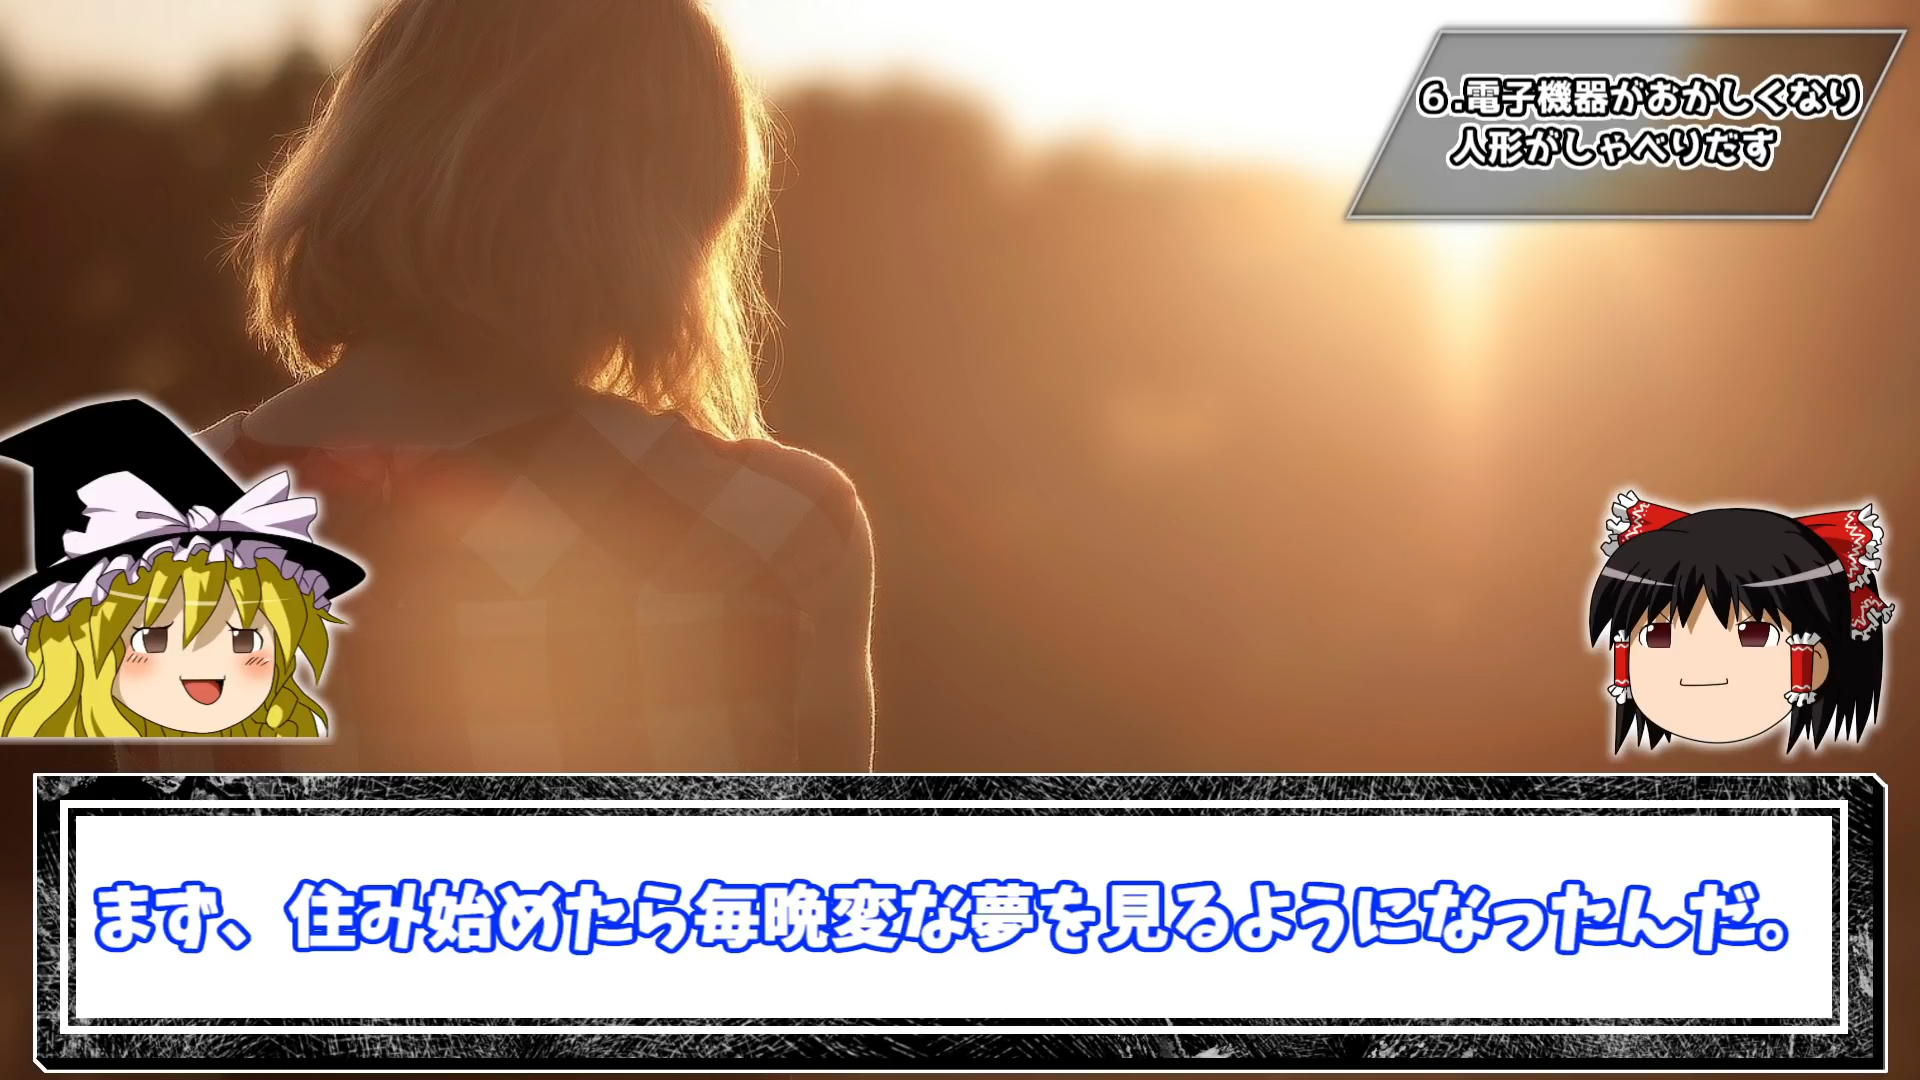 ６.電子機器がおかしくなり
人形がしゃべりだす
まず、住み始めたら毎晩変な夢を見るようになったんだ。